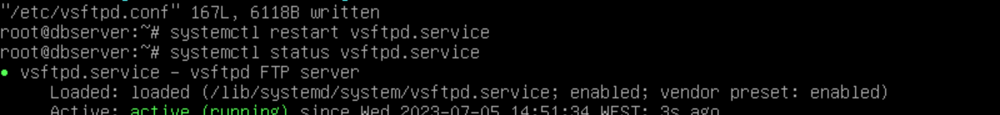 "/etc/vsftpd.conf" 167L, 6118B written
root@dbserver:~# systemctl restart vsftpd.service
root@dbserver:~# systemctl status vsftpd.service
● vsftpd.service - vsftpd FTP server
Loaded: loaded (/lib/systemd/system/vsftpd.service; enabled; vendor preset: enabled)
Active: active (running) since Wed 2023-07-05 14:51:34 WEST; 3s ago